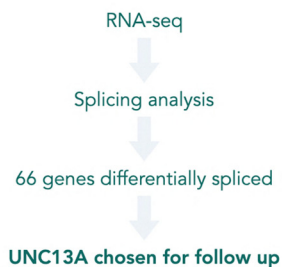 RNA-seq
Splicing analysis
66 genes differentially spliced
UNC13A chosen for follow up